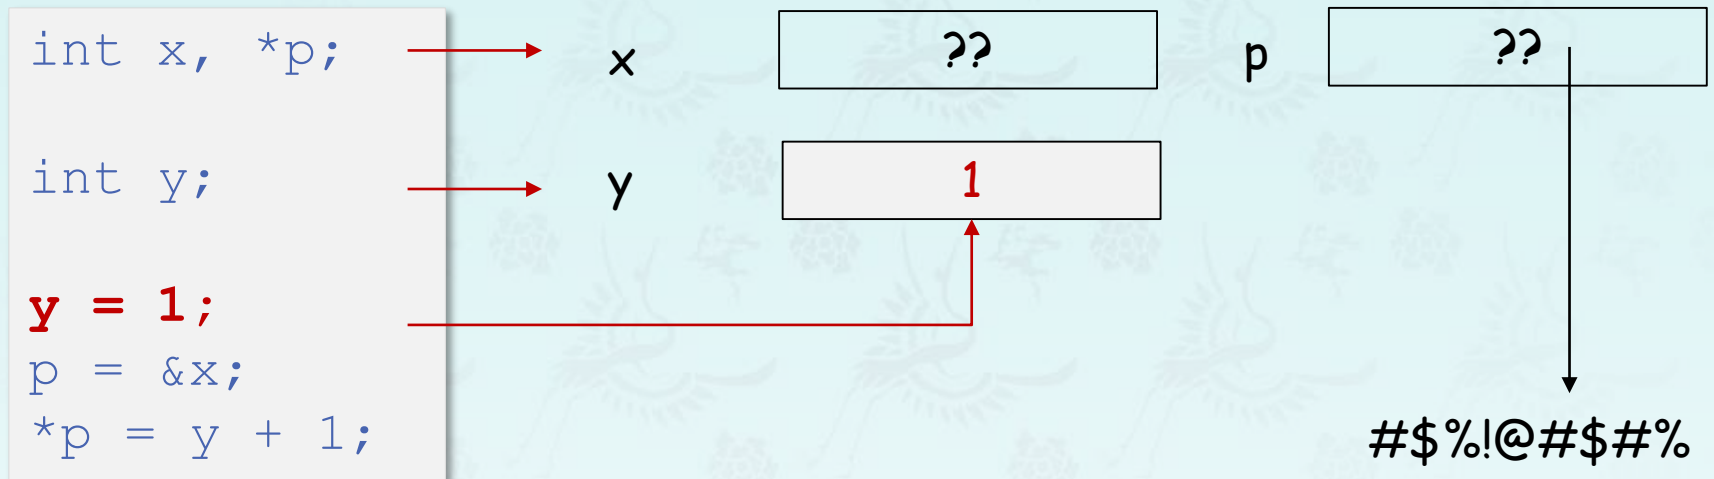 int x, *p;
x
??
p
??
int y;
y
1
y = 1;
p = &x;
*p = y + 1;
#$%!@#$#%